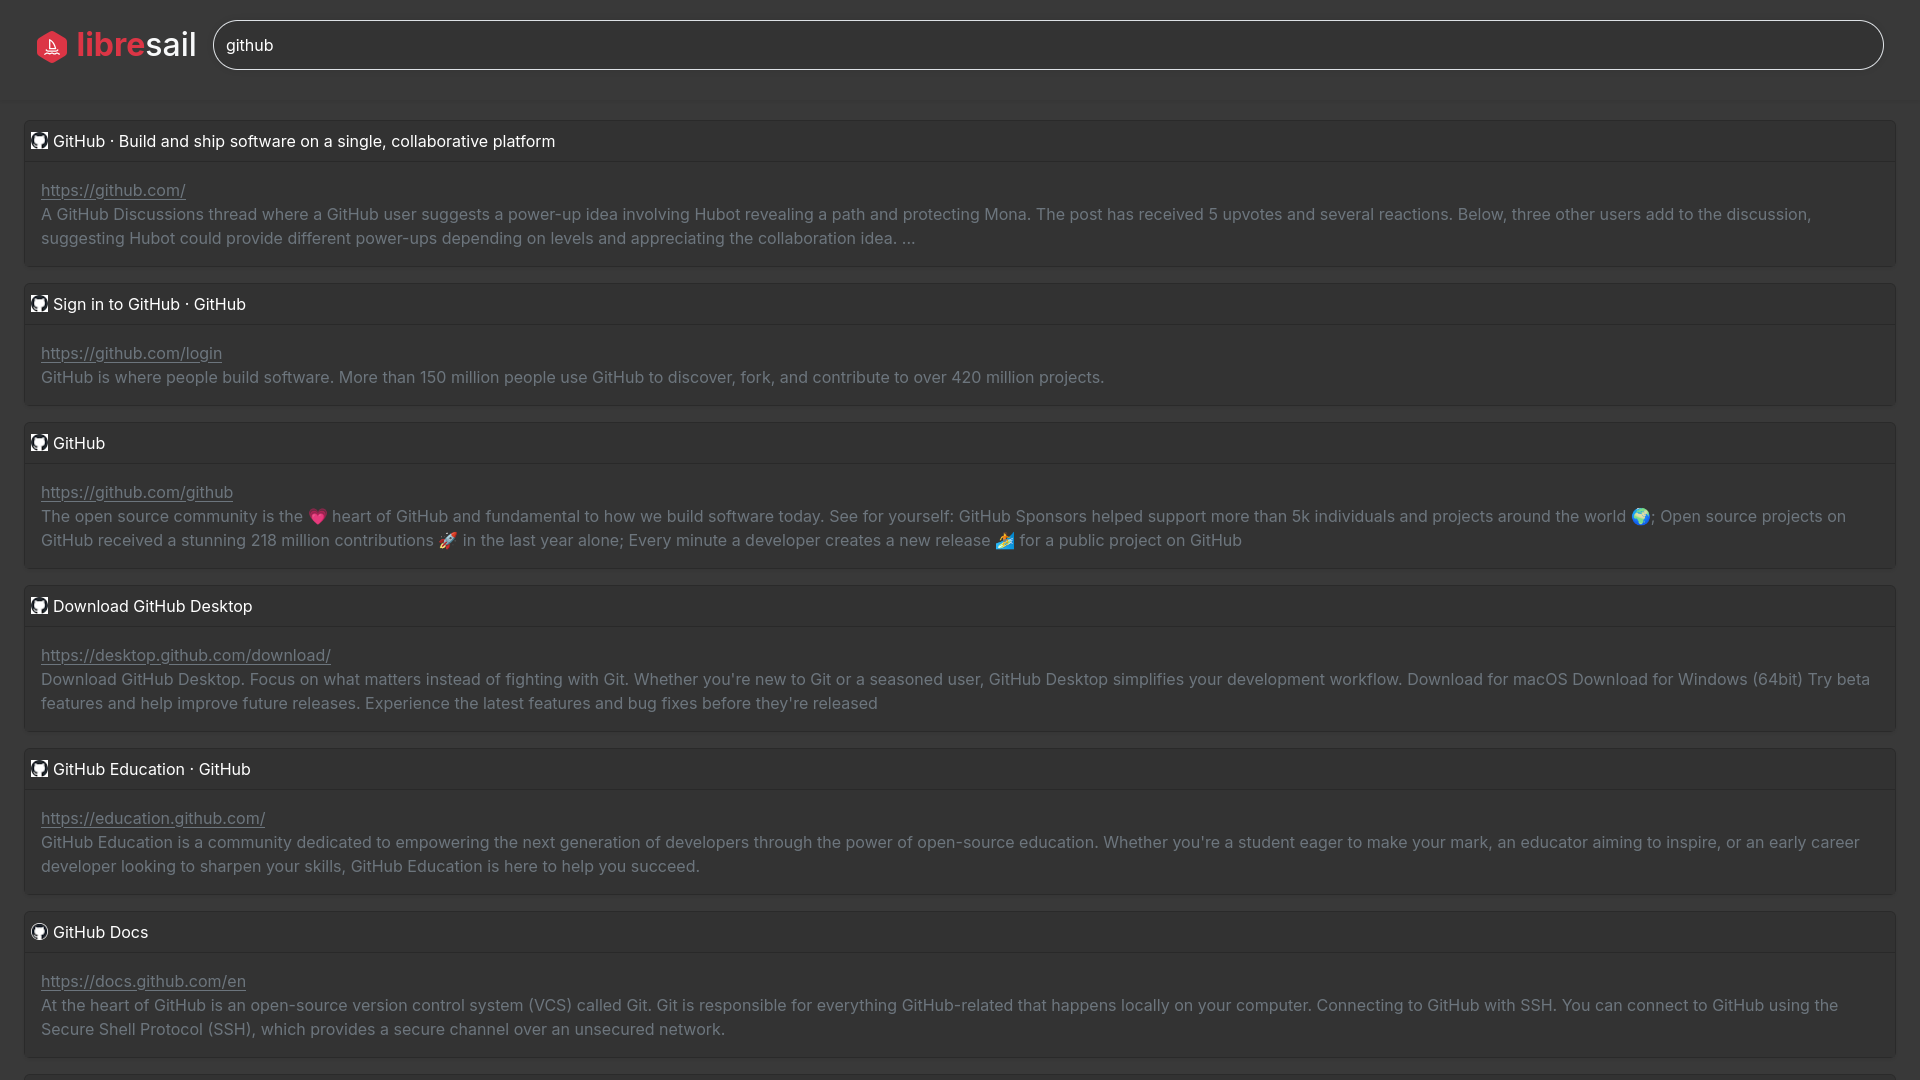 libresail
github
GitHub · Build and ship software on a single, collaborative platform
https://github.com/
A GitHub Discussions thread where a GitHub user suggests a power-up idea involving Hubot revealing a path and protecting Mona. The post has received 5 upvotes and several reactions. Below, three other users add to the discussion,
suggesting Hubot could provide different power-ups depending on levels and appreciating the collaboration idea. ...
Sign in to GitHub · GitHub
https://github.com/login
GitHub is where people build software. More than 150 million people use GitHub to discover, fork, and contribute to over 420 million projects.
GitHub
https://github.com/github
The open source community is the 💗 heart of GitHub and fundamental to how we build software today. See for yourself: GitHub Sponsors helped support more than 5k individuals and projects around the world 🌍; Open source projects on
GitHub received a stunning 218 million contributions 🚀 in the last year alone; Every minute a developer creates a new release 🏄 for a public project on GitHub
Download GitHub Desktop
https://desktop.github.com/download/
Download GitHub Desktop. Focus on what matters instead of fighting with Git. Whether you're new to Git or a seasoned user, GitHub Desktop simplifies your development workflow. Download for macOS Download for Windows (64bit) Try beta
features and help improve future releases. Experience the latest features and bug fixes before they're released
GitHub Education · GitHub
https://education.github.com/
GitHub Education is a community dedicated to empowering the next generation of developers through the power of open-source education. Whether you're a student eager to make your mark, an educator aiming to inspire, or an early career
developer looking to sharpen your skills, GitHub Education is here to help you succeed.
GitHub Docs
https://docs.github.com/en
At the heart of GitHub is an open-source version control system (VCS) called Git. Git is responsible for everything GitHub-related that happens locally on your computer. Connecting to GitHub with SSH. You can connect to GitHub using the
Secure Shell Protocol (SSH), which provides a secure channel over an unsecured network.